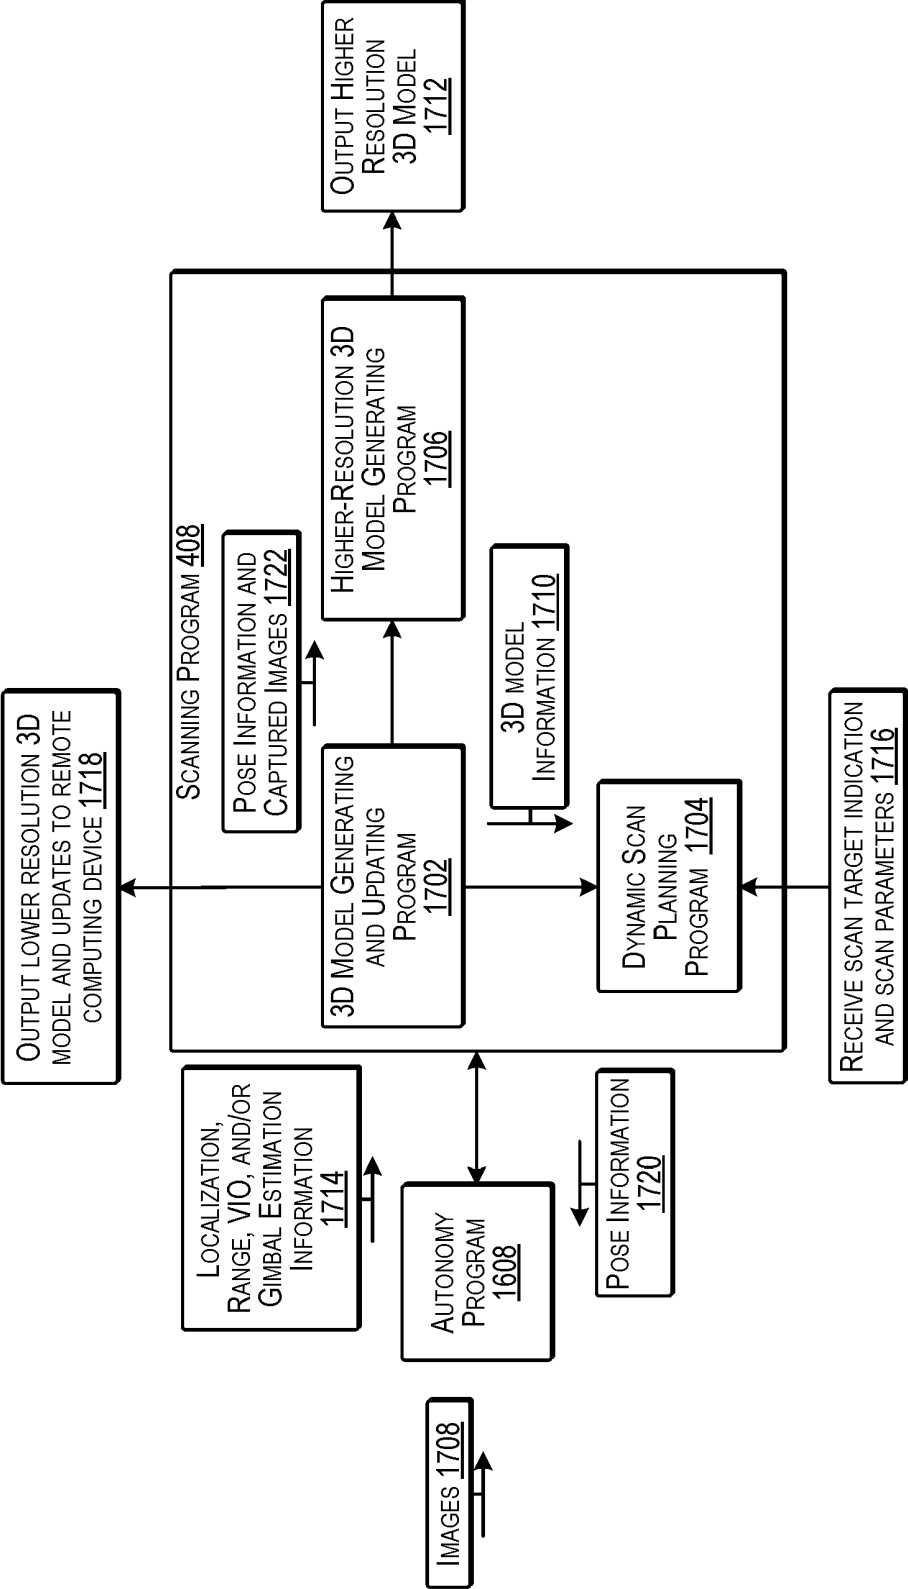 OUTPUT LOWER RESOLUTION 3D
MODEL AND UPDATES TO REMOTE
COMPUTING DEVICE 1718
SCANNING PROGRAM 408
LOCALIZATION,
RANGE, VIO, AND/OR
GIMBAL ESTIMATION
INFORMATION
1714
POSE INFORMATION AND
CAPTURED IMAGES 1722
IMAGES 1708
AUTONOMY
PROGRAM
1608
3D MODEL GENERATING
AND UPDATING
PROGRAM
1702
HIGHER-RESOLUTION 3D
MODEL GENERATING
PROGRAM
1706
OUTPUT HIGHER
RESOLUTION
3D MODEL
1712
3D MODEL
INFORMATION 1710
POSE INFORMATION
1720
DYNAMIC SCAN
PLANNING
PROGRAM 1704
RECEIVE SCAN TARGET INDICATION
AND SCAN PARAMETERS 1716